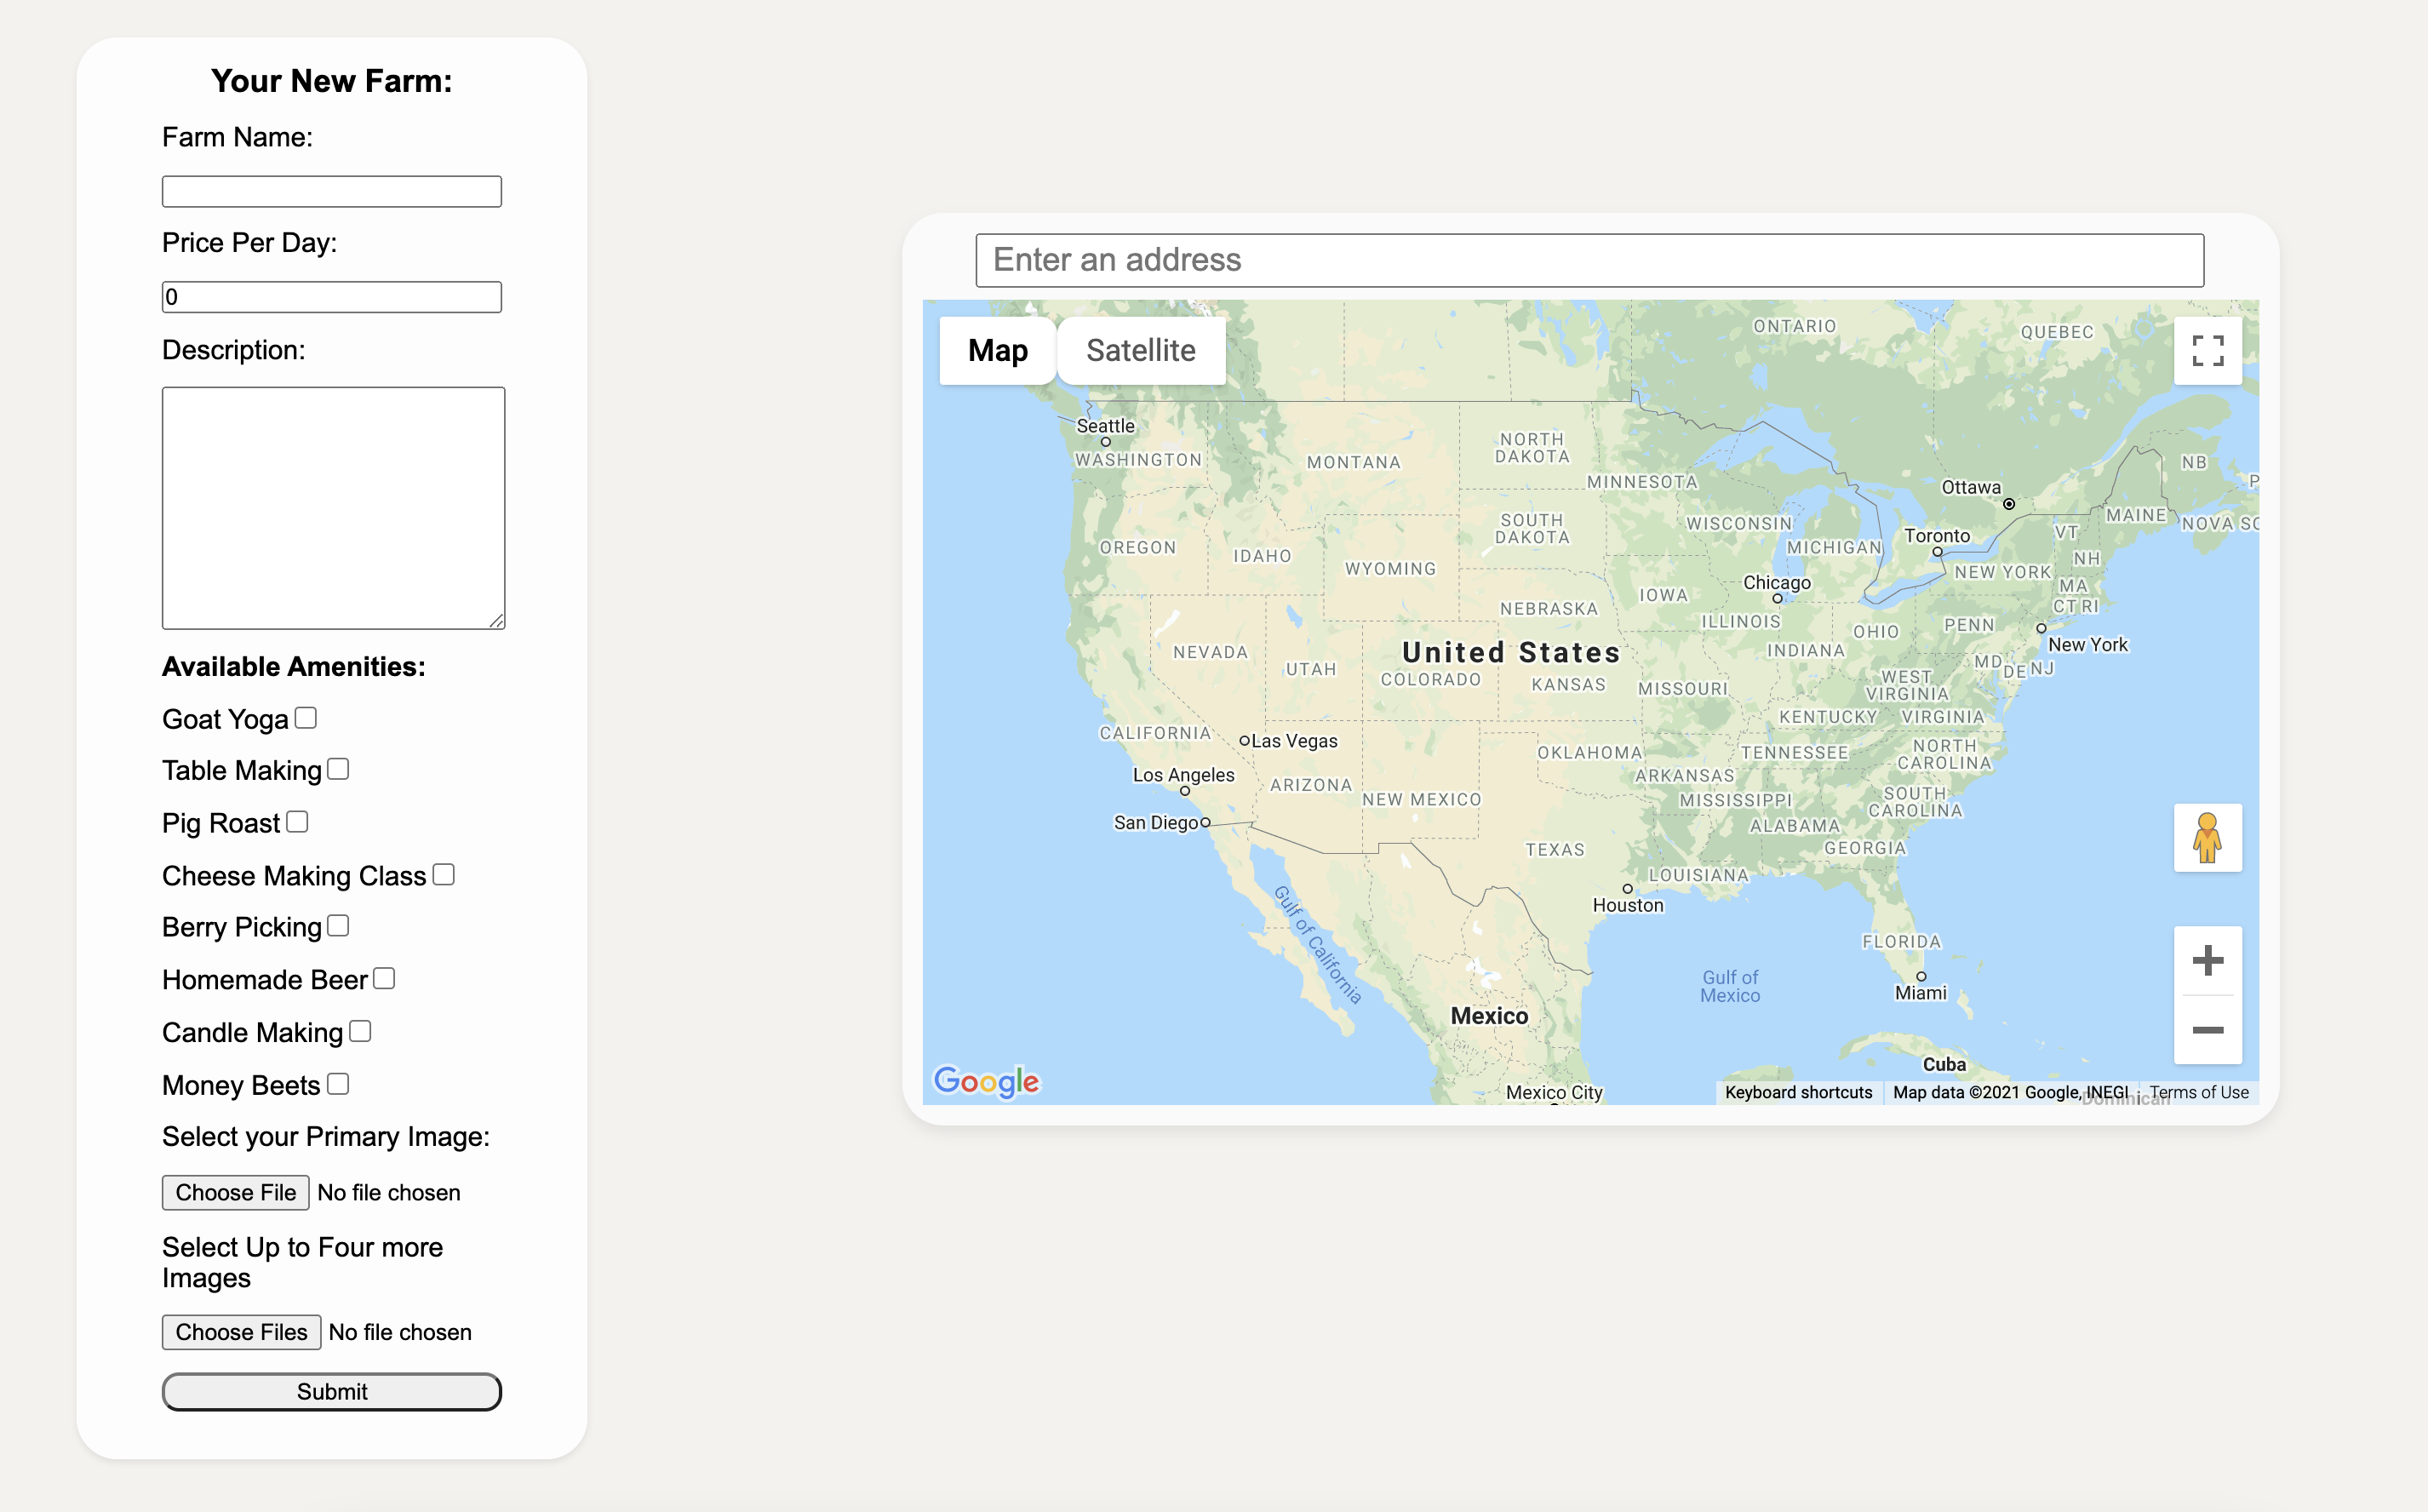 Your New Farm:
Farm Name:
Price Per Day:
0
Description:
Available Amenities:
Goat Yoga
Table Making
Pig Roast
Cheese Making Class
Berry Picking
Homemade Beer
Candle Making
Money Beets
Select your Primary Image:
Choose File No file chosen
Select Up to Four more
Images
Choose Files No file chosen
Submit
Enter an address
Map Satellite
ONTARIO
QUEBEC
Seattle
WASHINGTON
MONTANA
NORTH
DAKOTA
MINNESOTA
NB
Ottawa
SOUTH
DAKOTA
WISCONSIN
MAINE
NOVA SC
P
OREGON
IDAHO
MICHIGAN
Toronto
VT
NH
WYOMING
NEW YORK
Chicago
MA
CT RI
IOWA
NEBRASKA
ILLINOIS
OHIO
PENN
New York
NEVADA
United States
INDIANA
UTAH
COLORADO
KANSAS
MISSOURI
MD
DE NJ
WEST
VIRGINIA
KENTUCKY
VIRGINIA
CALIFORNIA
Las Vegas
OKLAHOMA
TENNESSEE
NORTH
CAROLINA
Los Angeles
ARIZONA
NEW MEXICO
ARKANSAS
MISSISSIPPI
SOUTH
CAROLINA
San Diego
ALABAMA
TEXAS
GEORGIA
LOUISIANA
Houston
Gulf of California
FLORIDA
Gulf of
Mexico
Miami
Mexico
Cuba
Google
Mexico City
Dominican
Keyboard shortcuts Map data ©2021 Google, INEGI Terms of Use